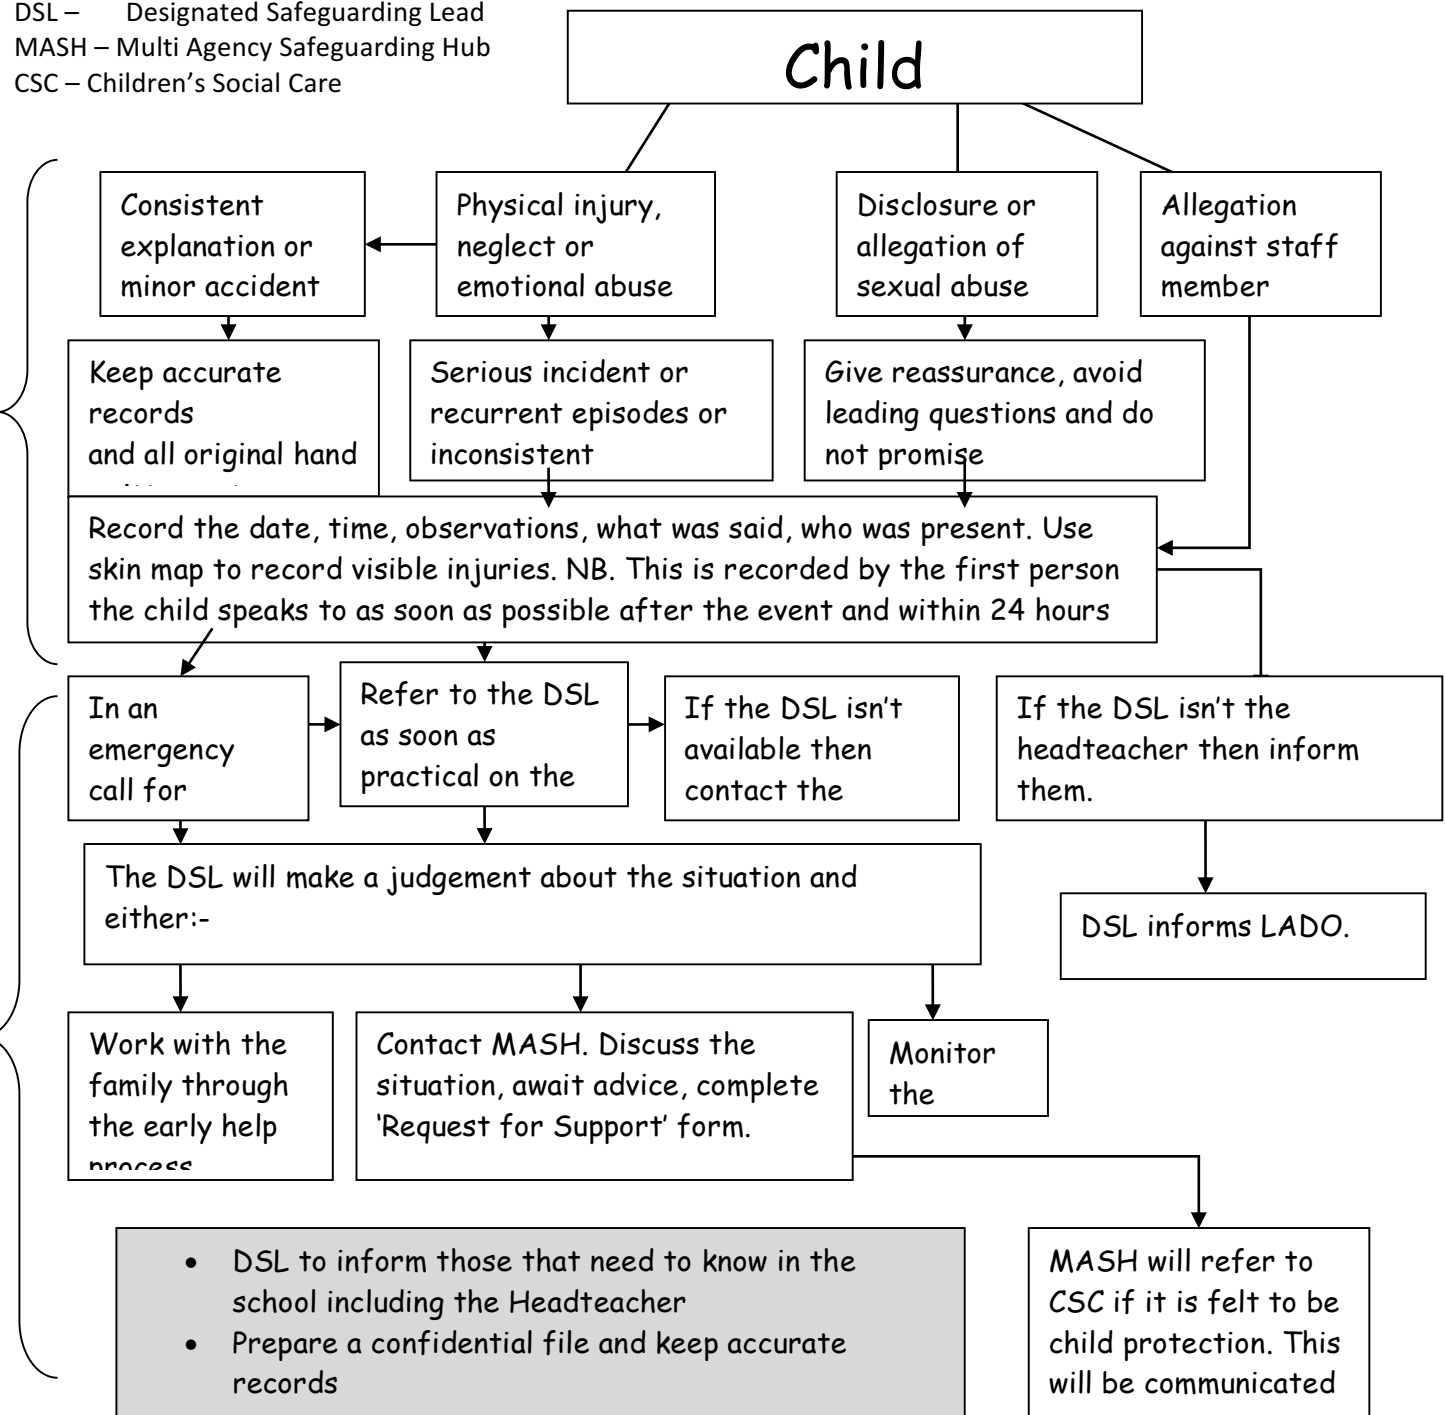 DSL – Designated Safeguarding Lead
MASH – Multi Agency Safeguarding Hub
CSC – Children's Social Care
Child
Consistent
explanation or
minor accident
Physical injury,
neglect or
emotional abuse
Disclosure or
allegation of
sexual abuse
Allegation
against staff
member
Keep accurate
records
and all original hand
Serious incident or
recurrent episodes or
inconsistent
Give reassurance, avoid
leading questions and do
not promise
Record the date, time, observations, what was said, who was present. Use
skin map to record visible injuries. NB. This is recorded by the first person
the child speaks to as soon as possible after the event and within 24 hours
In an
emergency
call for
Refer to the DSL
as soon as
practical on the
If the DSL isn't
available then
contact the
If the DSL isn't the
headteacher then inform
them.
The DSL will make a judgement about the situation and
either:-
DSL informs LADO.
Work with the
family through
the early help
process
Contact MASH. Discuss the
situation, await advice, complete
'Request for Support' form.
Monitor
the
• DSL to inform those that need to know in the
school including the Headteacher
• Prepare a confidential file and keep accurate
records
MASH will refer to
CSC if it is felt to be
child protection. This
will be communicated